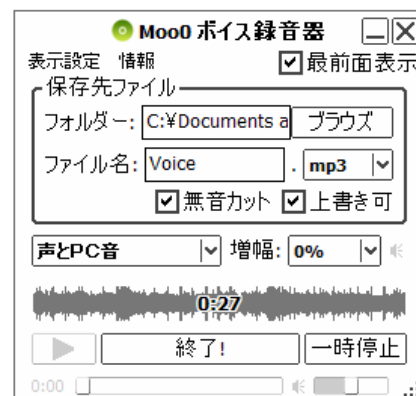 Moo0 ボイス録音器
表示設定 情報 最前面表示
保存先ファイル
フォルダー: C:¥Documents a ブラウズ
ファイル名: Voice . mp3
無音カット 上書き可
声とPC音 増幅: 0%
0:27
終了! 一時停止
0:00